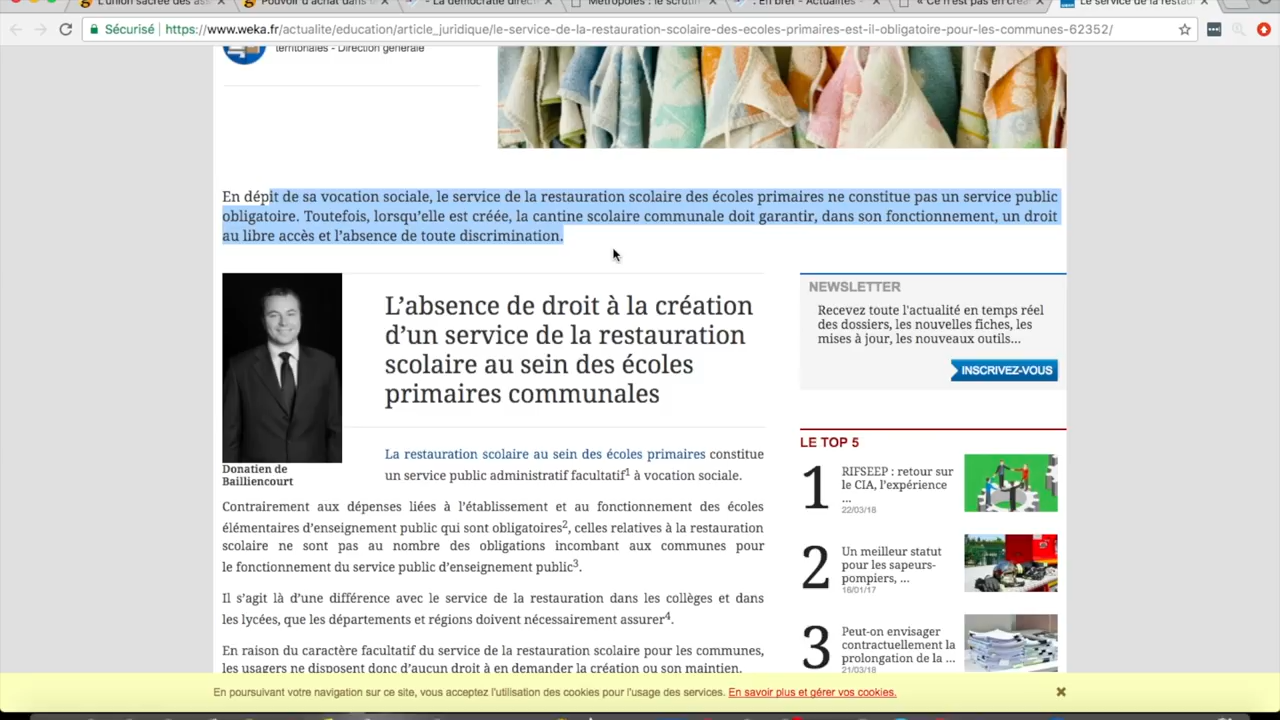 L'union sacrée des ass
Pouvoir d'achat dans
- La démocratie direct
Métropoles : le scrutin
: En bref - Actualités -
« Ce n'est pas en créan
Le service de la restau
Sécurisé
https://www.weka.fr/actualite/education/article_juridique/le-service-de-la-restauration-scolaire-des-ecoles-primaires-est-il-obligatoire-pour-les-communes-62352/
territoriales - Direction générale
En dépit de sa vocation sociale, le service de la restauration scolaire des écoles primaires ne constitue pas un service public
obligatoire. Toutefois, lorsqu'elle est créée, la cantine scolaire communale doit garantir, dans son fonctionnement, un droit
au libre accès et l'absence de toute discrimination.
L'absence de droit à la création
d'un service de la restauration
scolaire au sein des écoles
primaires communales
Donatien de
Bailliencourt
La restauration scolaire au sein des écoles primaires constitue
un service public administratif facultatif1 à vocation sociale.
Contrairement aux dépenses liées à l'établissement et au fonctionnement des écoles
élémentaires d'enseignement public qui sont obligatoires2, celles relatives à la restauration
scolaire ne sont pas au nombre des obligations incombant aux communes pour
le fonctionnement du service public d'enseignement public3.
Il s'agit là d'une différence avec le service de la restauration dans les collèges et dans
les lycées, que les départements et régions doivent nécessairement assurer4.
En raison du caractère facultatif du service de la restauration scolaire pour les communes,
les usagers ne disposent donc d'aucun droit à en demander la création ou son maintien.
NEWSLETTER
Recevez toute l'actualité en temps réel
des dossiers, les nouvelles fiches, les
mises à jour, les nouveaux outils...
INSCRIVEZ-VOUS
LE TOP 5
1
RIFSEEP : retour sur
le CIA, l'expérience
...
22/03/18
2
Un meilleur statut
pour les sapeurs-
pompiers, ...
16/01/17
3
Peut-on envisager
contractuellement la
prolongation de la ...
21/03/18
En poursuivant votre navigation sur ce site, vous acceptez l'utilisation des cookies pour l'usage des services. En savoir plus et gérer vos cookies.